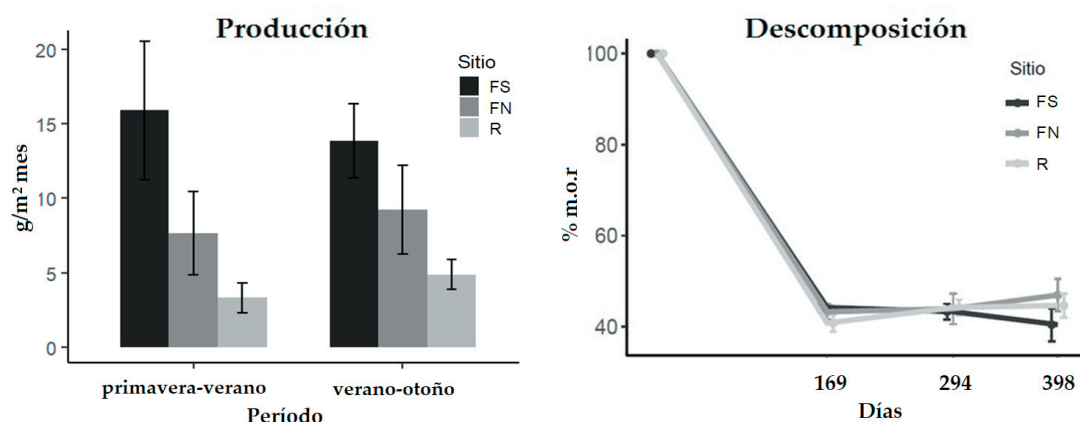 Producción
20
15
10
5
0
g/m² mes
Sitio
FS
FN
R
primavera-verano
verano-otoño
Período
Descomposición
100
80
60
40
% m.o.r
Sitio
FS
FN
R
169
294
398
Días